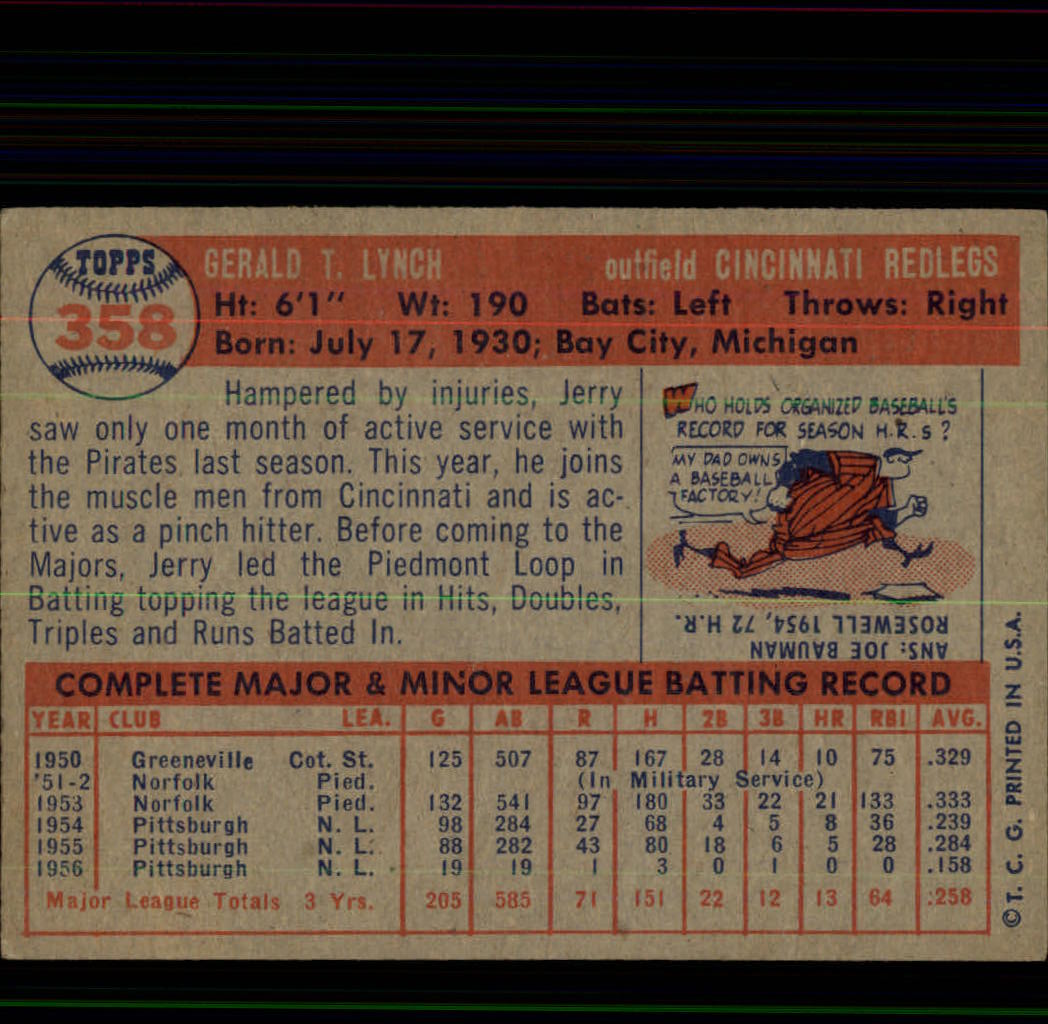 TOPPS
358
GERALD T. LYNCH outfield CINCINNATI REDLEGS
Ht: 6'1" Wt: 190 Bats: Left Throws: Right
Born: July 17, 1930; Bay City, Michigan
Hampered by injuries, Jerry
saw only one month of active service with
the Pirates last season. This year, he joins
the muscle men from Cincinnati and is ac-
tive as a pinch hitter. Before coming to the
Majors, Jerry led the Piedmont Loop in
Batting topping the league in Hits, Doubles,
Triples and Runs Batted In.
WHO HOLDS ORGANIZED BASEBALL'S
RECORD FOR SEASON H.R.s ?
MY DAD OWNS
A BASEBALL
FACTORY!
ANS: JOE BAUMAN
ROSEWELL 1954, 72 H.R.
COMPLETE MAJOR & MINOR LEAGUE BATTING RECORD
YEAR CLUB LEA. G AB R H 2B 3B HR RBI AVG.
1950 Greeneville Cot. St. 125 507 87 167 28 14 10 75 .329
'51-2 Norfolk Pied. (In Military Service)
1953 Norfolk Pied. 132 541 97 180 33 22 21 133 .333
1954 Pittsburgh N. L. 98 284 27 68 4 5 8 36 .239
1955 Pittsburgh N. L. 88 282 43 80 18 6 5 28 .284
1956 Pittsburgh N. L. 19 19 1 3 0 1 0 0 .158
Major League Totals 3 Yrs. 205 585 71 151 22 12 13 64 .258
© T. C. G. PRINTED IN U.S.A.